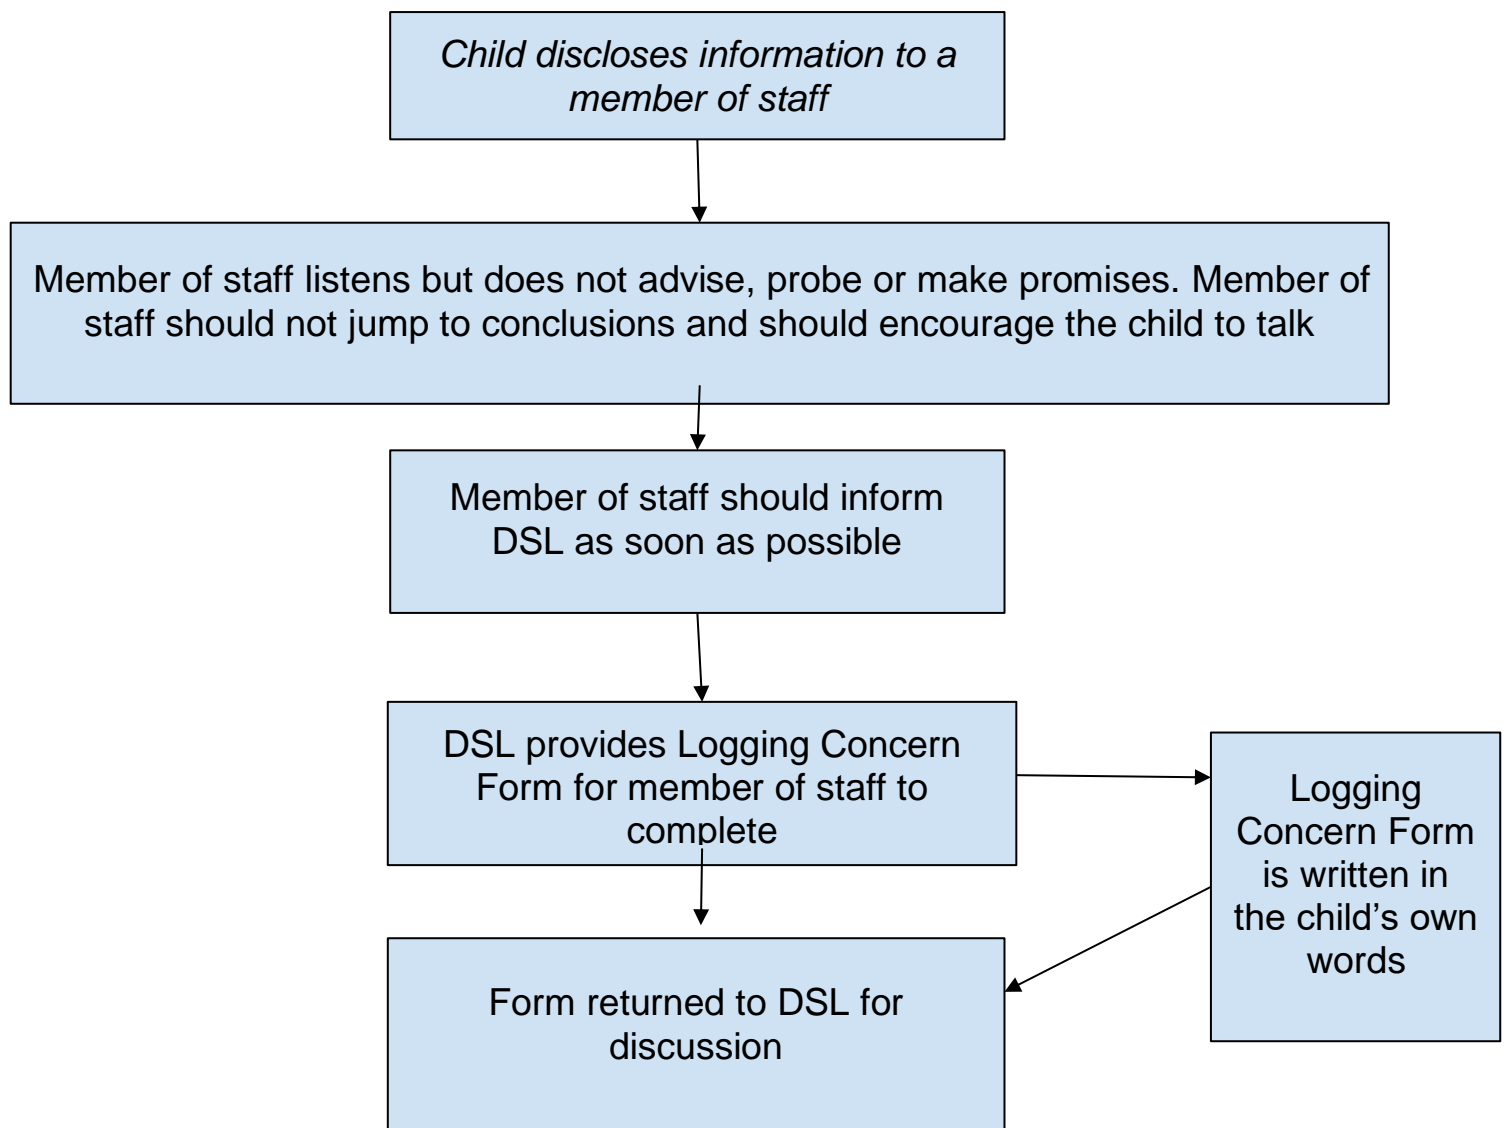 Child discloses information to a
member of staff
Member of staff listens but does not advise, probe or make promises. Member of
staff should not jump to conclusions and should encourage the child to talk
Member of staff should inform
DSL as soon as possible
DSL provides Logging Concern
Form for member of staff to
complete
Logging
Concern Form
is written in
the child’s own
words
Form returned to DSL for
discussion